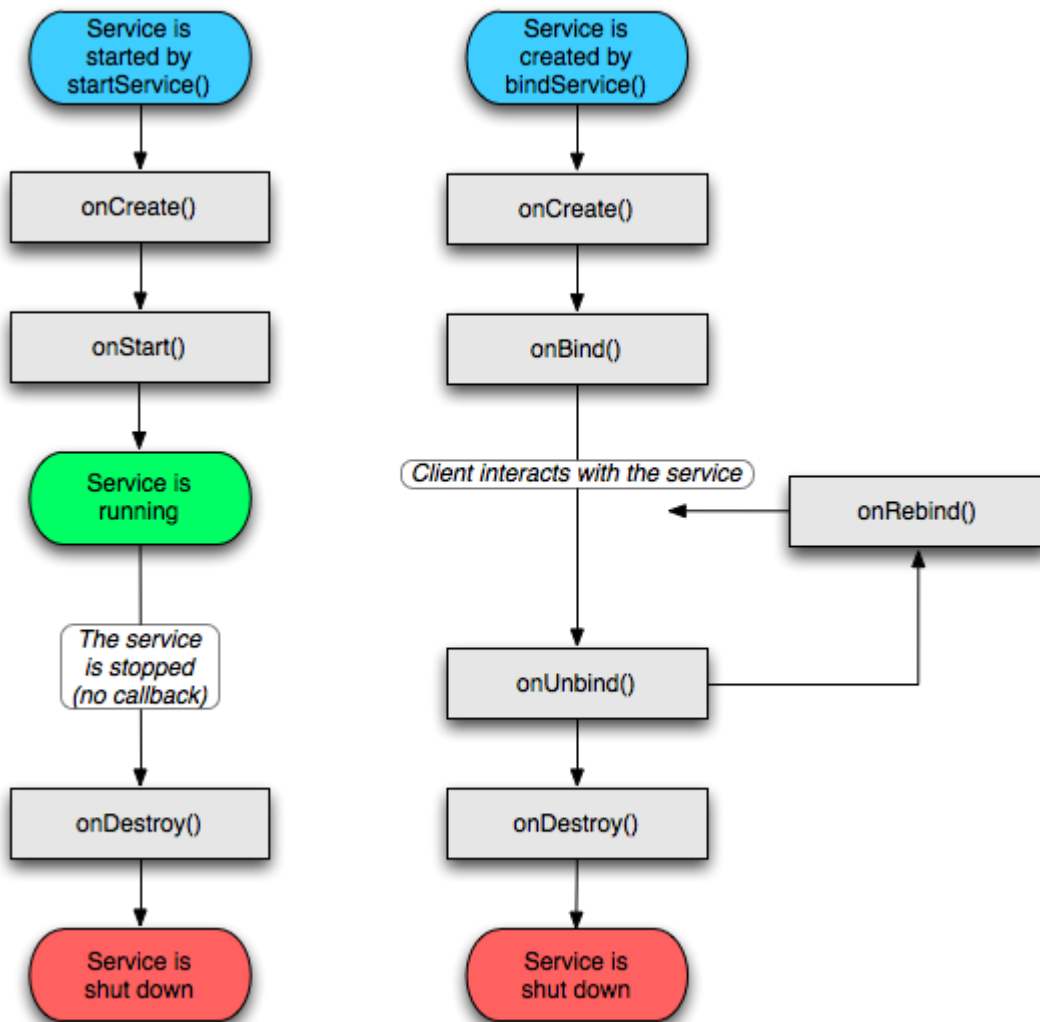 Service is
started by
startService()
onCreate()
onStart()
Service is
running
The service
is stopped
(no callback)
onDestroy()
Service is
shut down
Service is
created by
bindService()
onCreate()
onBind()
Client interacts with the service
onRebind()
onUnbind()
onDestroy()
Service is
shut down